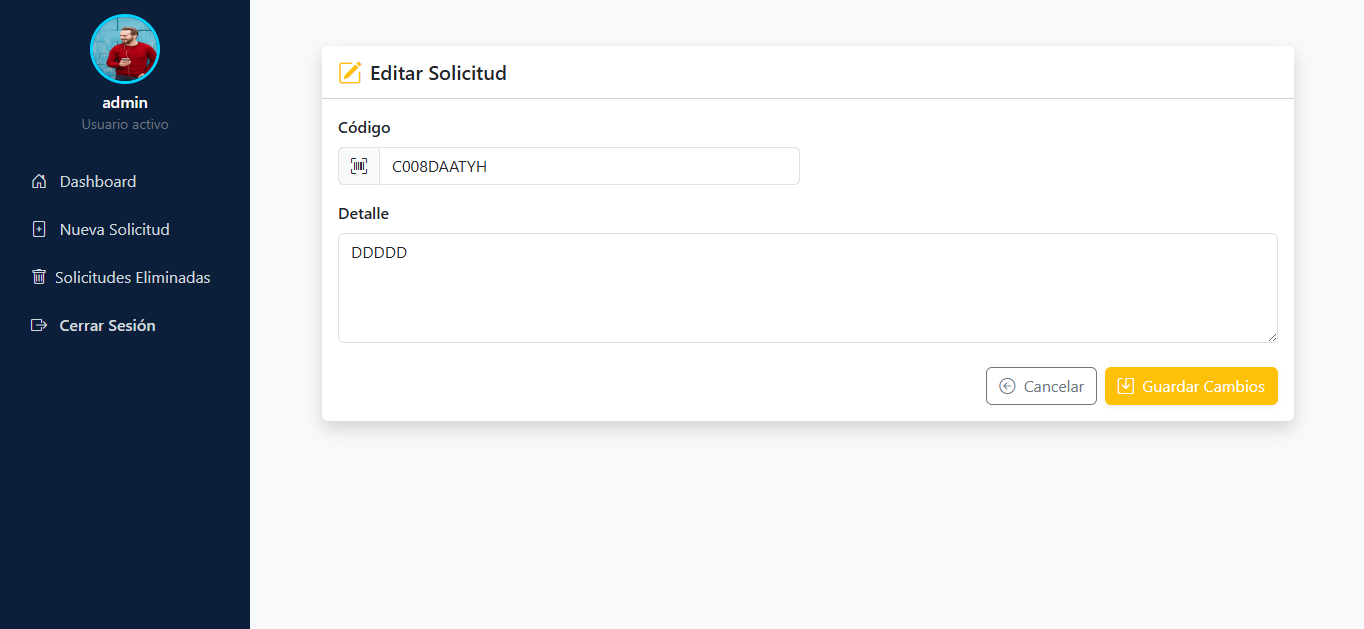 admin
Usuario activo
Dashboard
Nueva Solicitud
Solicitudes Eliminadas
Cerrar Sesión
Editar Solicitud
Código
C008DAATYH
Detalle
DDDDD
Cancelar
Guardar Cambios